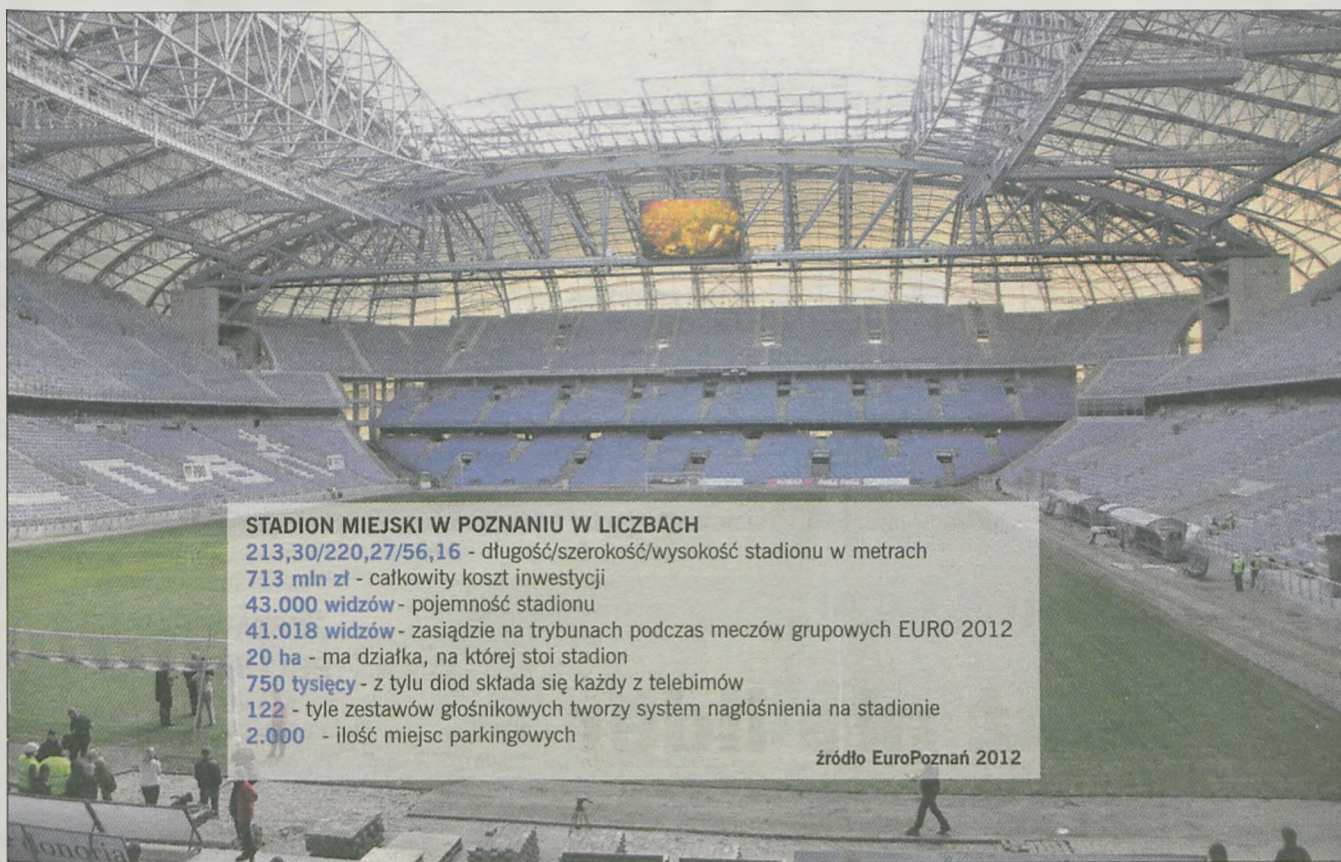 STADION MIEJSKI W POZNANIU W LICZBACH
213,30/220,27/56,16 - długość/szerokość/wysokość stadionu w metrach
713 mln zł - całkowity koszt inwestycji
43.000 widzów - pojemność stadionu
41.018 widzów - zasiądzie na trybunach podczas meczów grupowych EURO 2012
20 ha - ma działka, na której stoi stadion
750 tysięcy - z tylu diod składa się każdy z telebimów
122 - tyle zestawów głośnikowych tworzy system nagłośnienia na stadionie
2.000 - ilość miejsc parkingowych
źródło EuroPoznań 2012